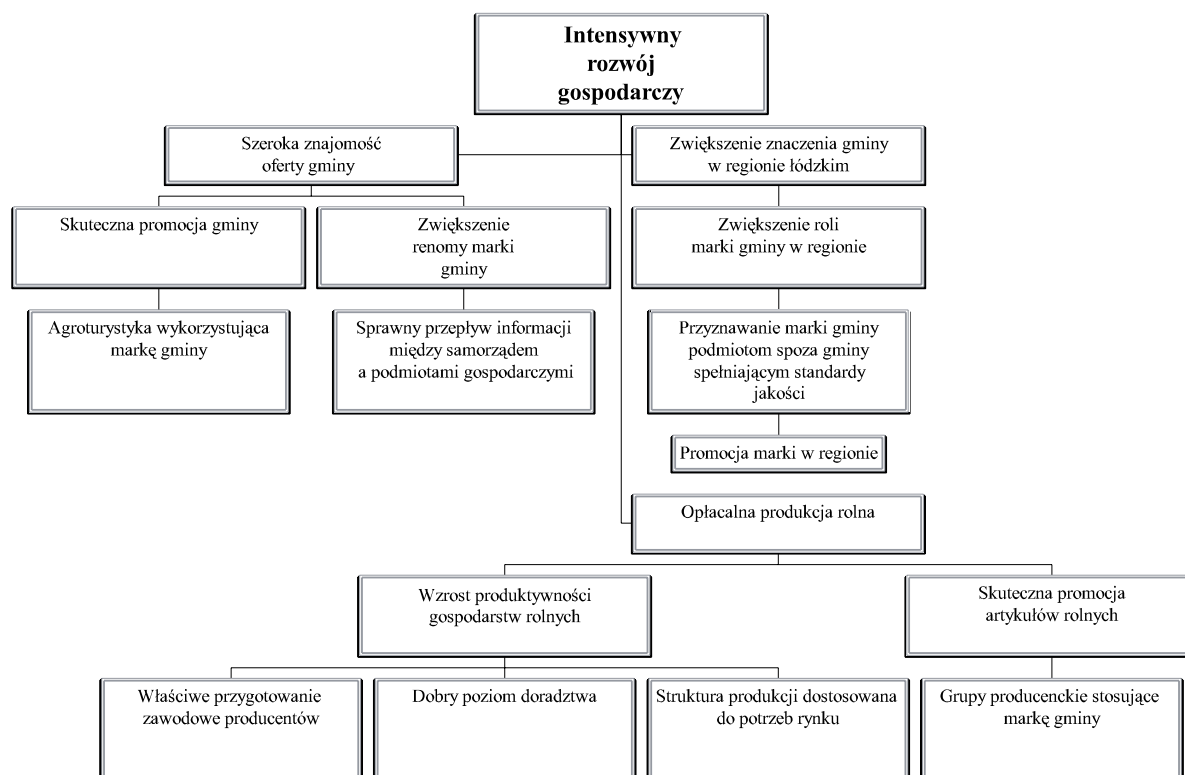 Intensywny
rozwój
gospodarczy
Szeroka znajomość
oferty gminy
Zwiększenie znaczenia gminy
w regionie łódzkim
Skuteczna promocja gminy
Zwiększenie
renomy marki
gminy
Zwiększenie roli
marki gminy w regionie
Agroturystyka wykorzystująca
markę gminy
Sprawny przepływ informacji
między samorządem
a podmiotami gospodarczymi
Przyznawanie marki gminy
podmiotom spoza gminy
spełniającym standardy
jakości
Promocja marki w regionie
Opłacalna produkcja rolna
Wzrost produktywności
gospodarstw rolnych
Skuteczna promocja
artykułów rolnych
Właściwe przygotowanie
zawodowe producentów
Dobry poziom doradztwa
Struktura produkcji dostosowana
do potrzeb rynku
Grupy producenckie stosujące
markę gminy